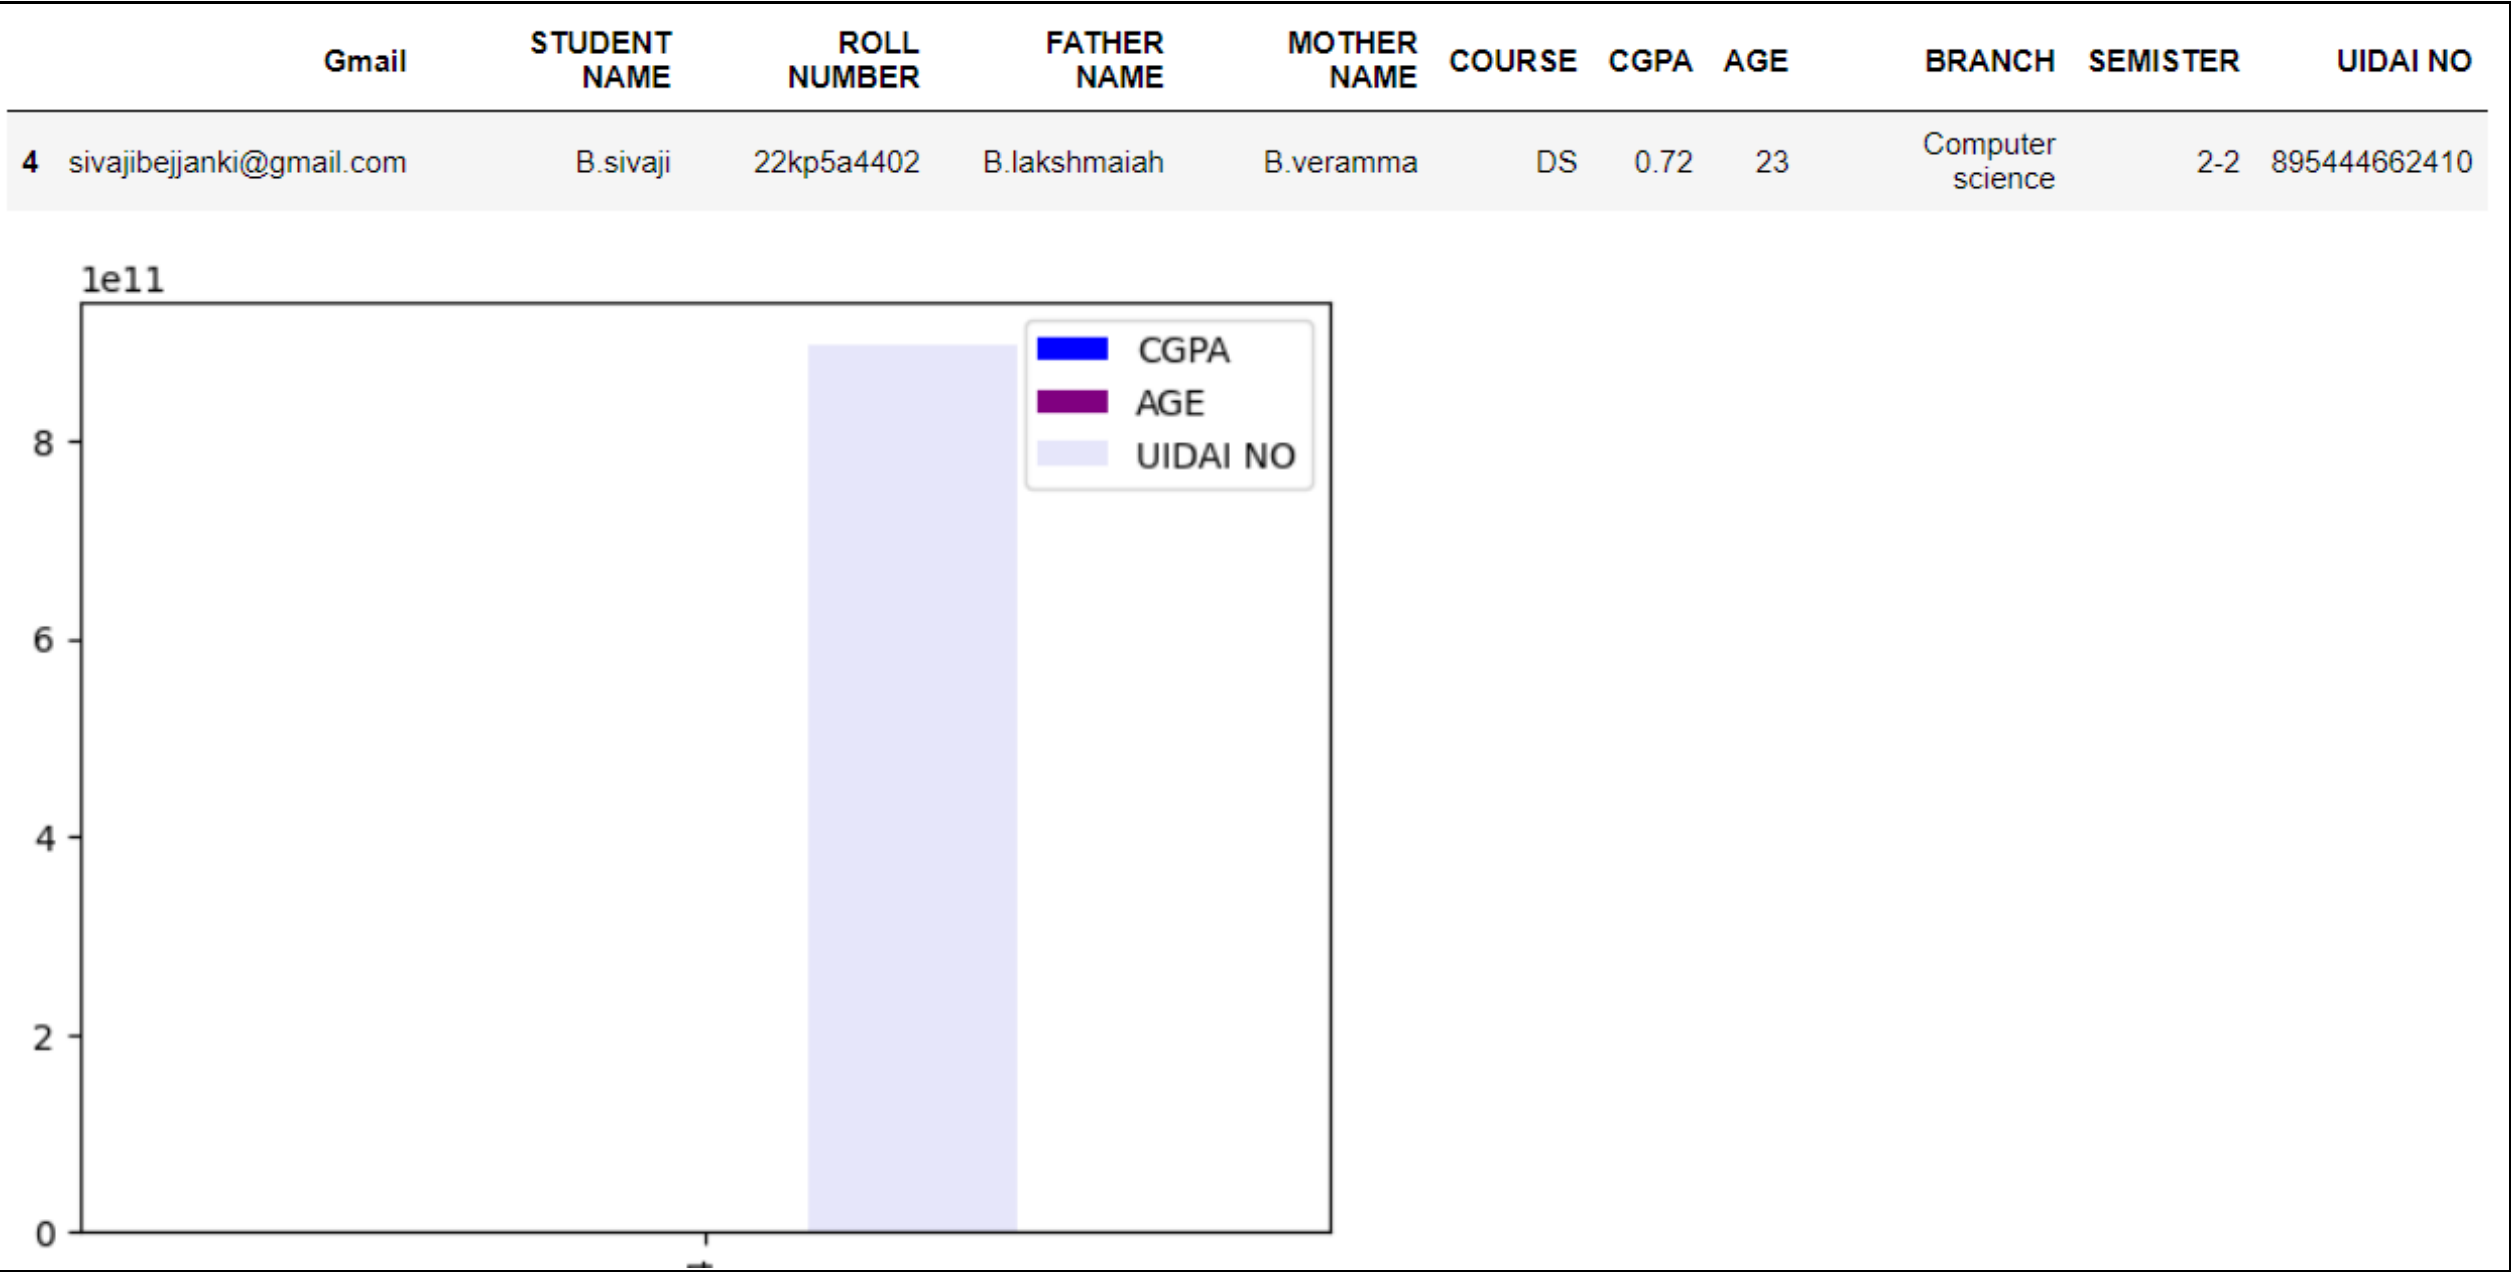 Gmail STUDENT NAME ROLL NUMBER FATHER NAME MOTHER NAME COURSE CGPA AGE BRANCH SEMISTER UIDAI NO
4 sivajibejjanki@gmail.com B.sivaji 22kp5a4402 B.lakshmaiah B.veramma DS 0.72 23 Computer science 2-2 895444662410
1e11
CGPA
AGE
UIDAI NO
8
6
4
2
0